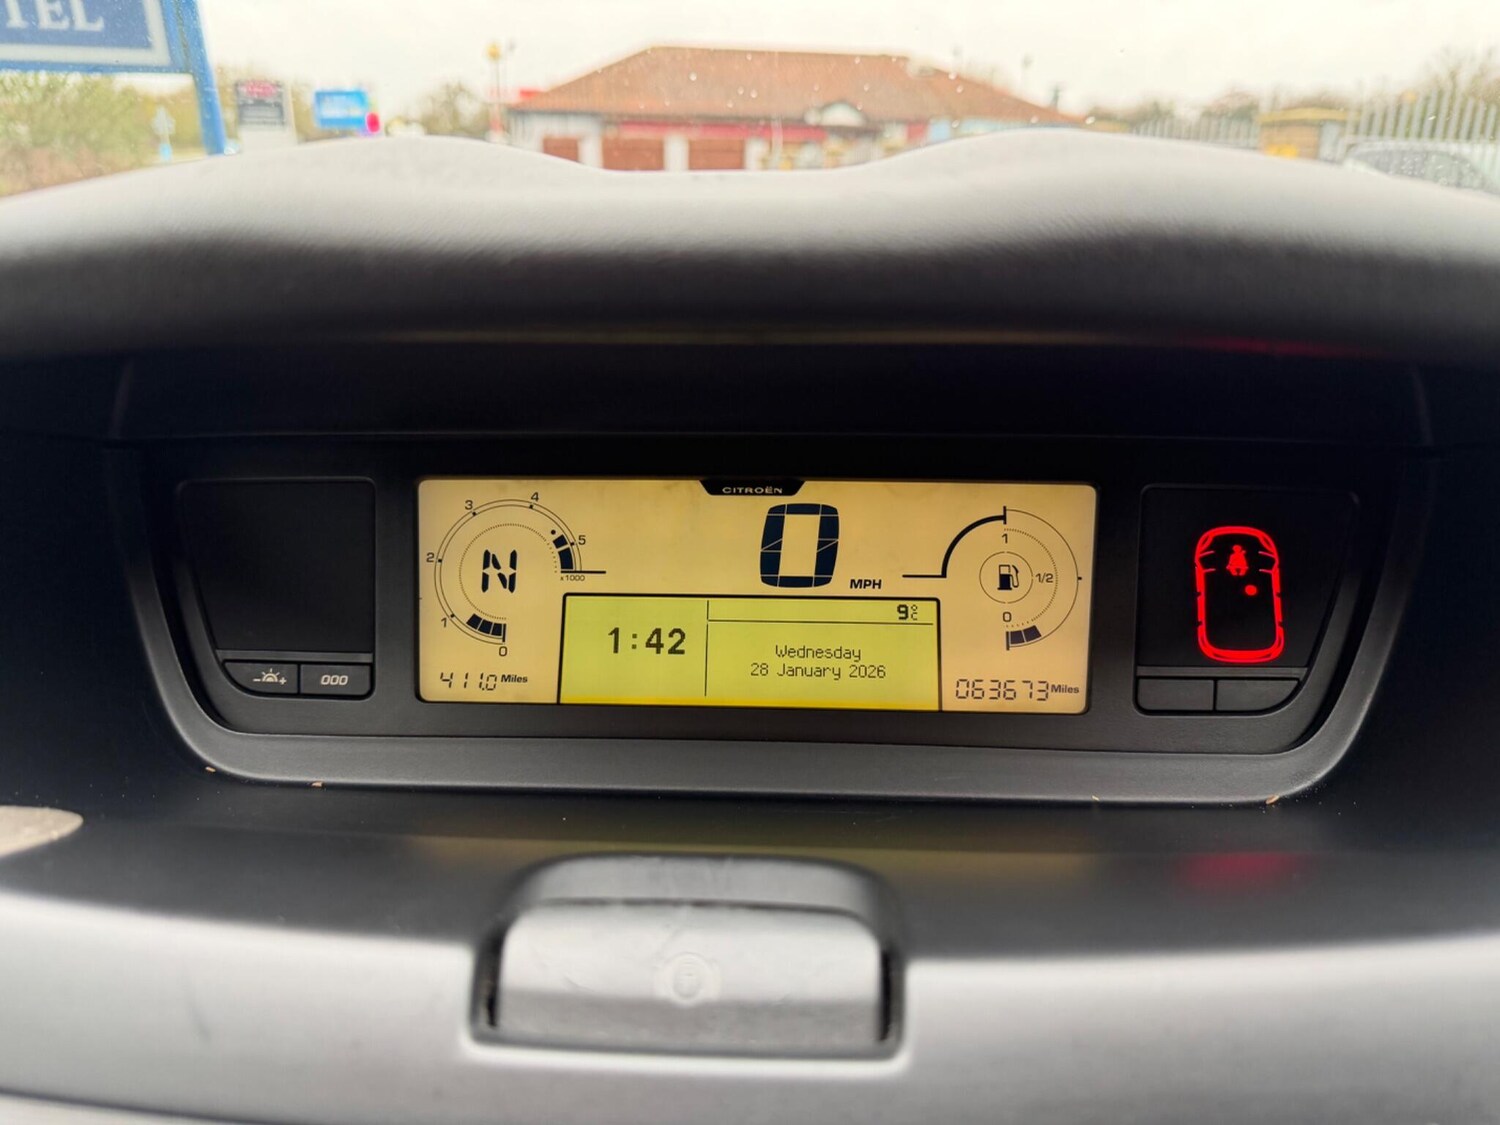 TEL
CITROËN
3
4
2
5
x1000
N
0
MPH
1
1/2
0
1
0
9°C
1:42
Wednesday
28 January 2026
411.0 Miles
063673 Miles
- +
000